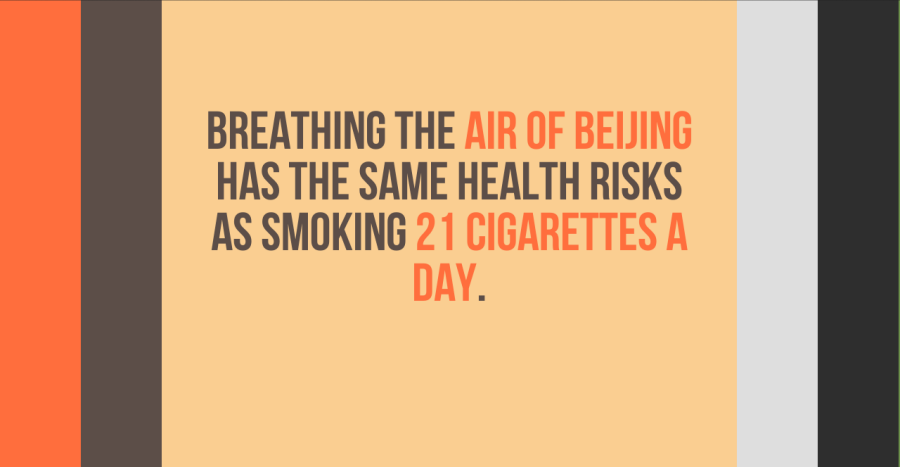 BREATHING THE AIR OF BEIJING
HAS THE SAME HEALTH RISKS
AS SMOKING 21 CIGARETTES A
DAY.